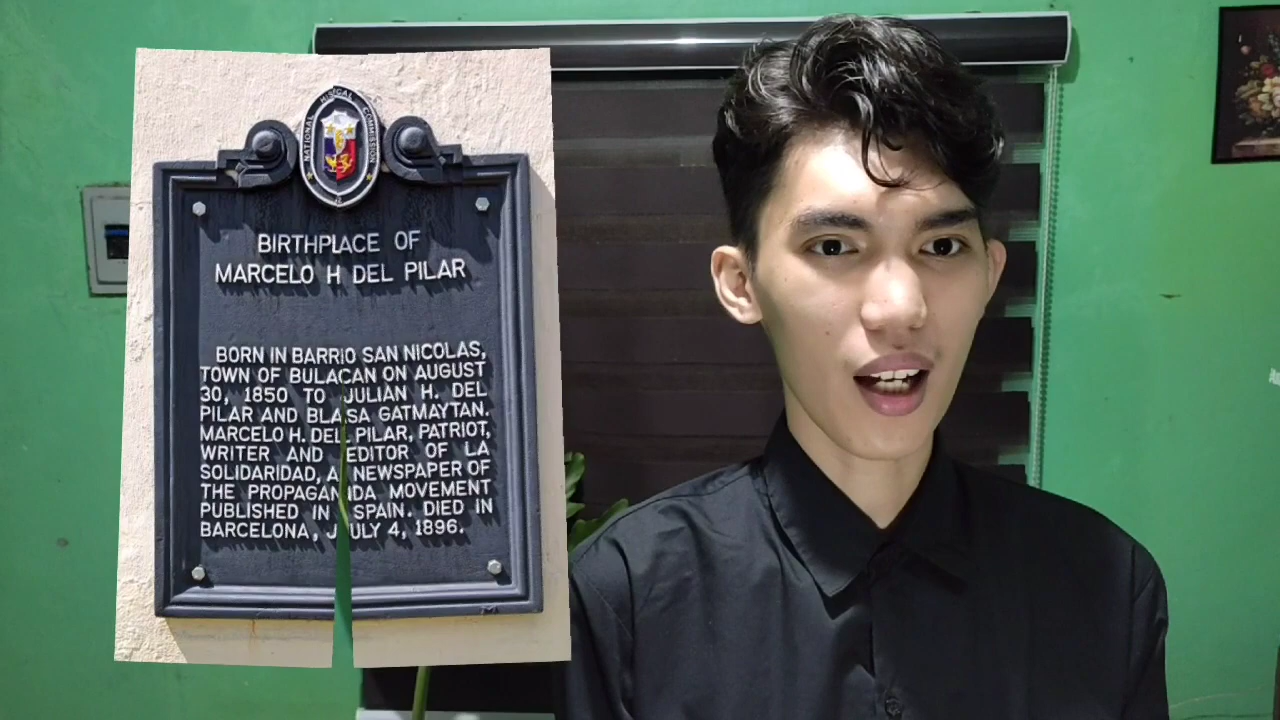 NATIONAL HISTORICAL COMMISSION
BIRTHPLACE OF
MARCELO H DEL PILAR
BORN IN BARRIO SAN NICOLAS,
TOWN OF BULACAN ON AUGUST
30, 1850 TO JULIAN H. DEL
PILAR AND BLASA GATMAYTAN.
MARCELO H. DEL PILAR, PATRIOT,
WRITER AND EDITOR OF LA
SOLIDARIDAD, A NEWSPAPER OF
THE PROPAGANDA MOVEMENT
PUBLISHED IN SPAIN. DIED IN
BARCELONA, JULY 4, 1896.